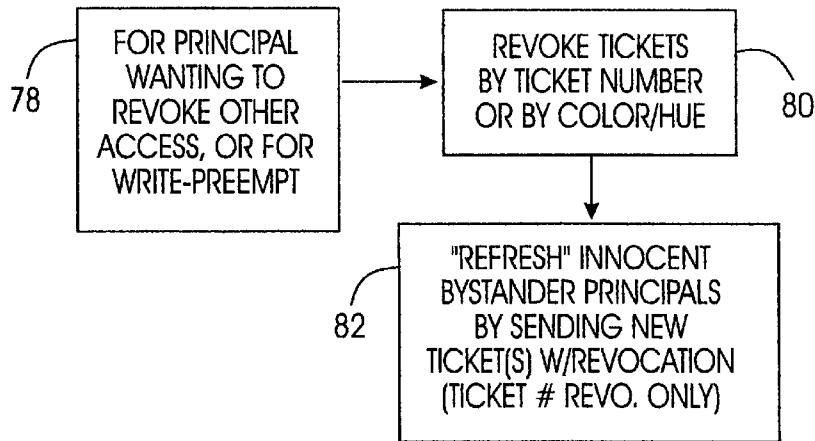 78
FOR PRINCIPAL
WANTING TO
REVOKE OTHER
ACCESS, OR FOR
WRITE-PREEMPT
REVOKE TICKETS
BY TICKET NUMBER
OR BY COLOR/HUE
80
82
"REFRESH" INNOCENT
BYSTANDER PRINCIPALS
BY SENDING NEW
TICKET(S) W/REVOCATION
(TICKET # REVO. ONLY)